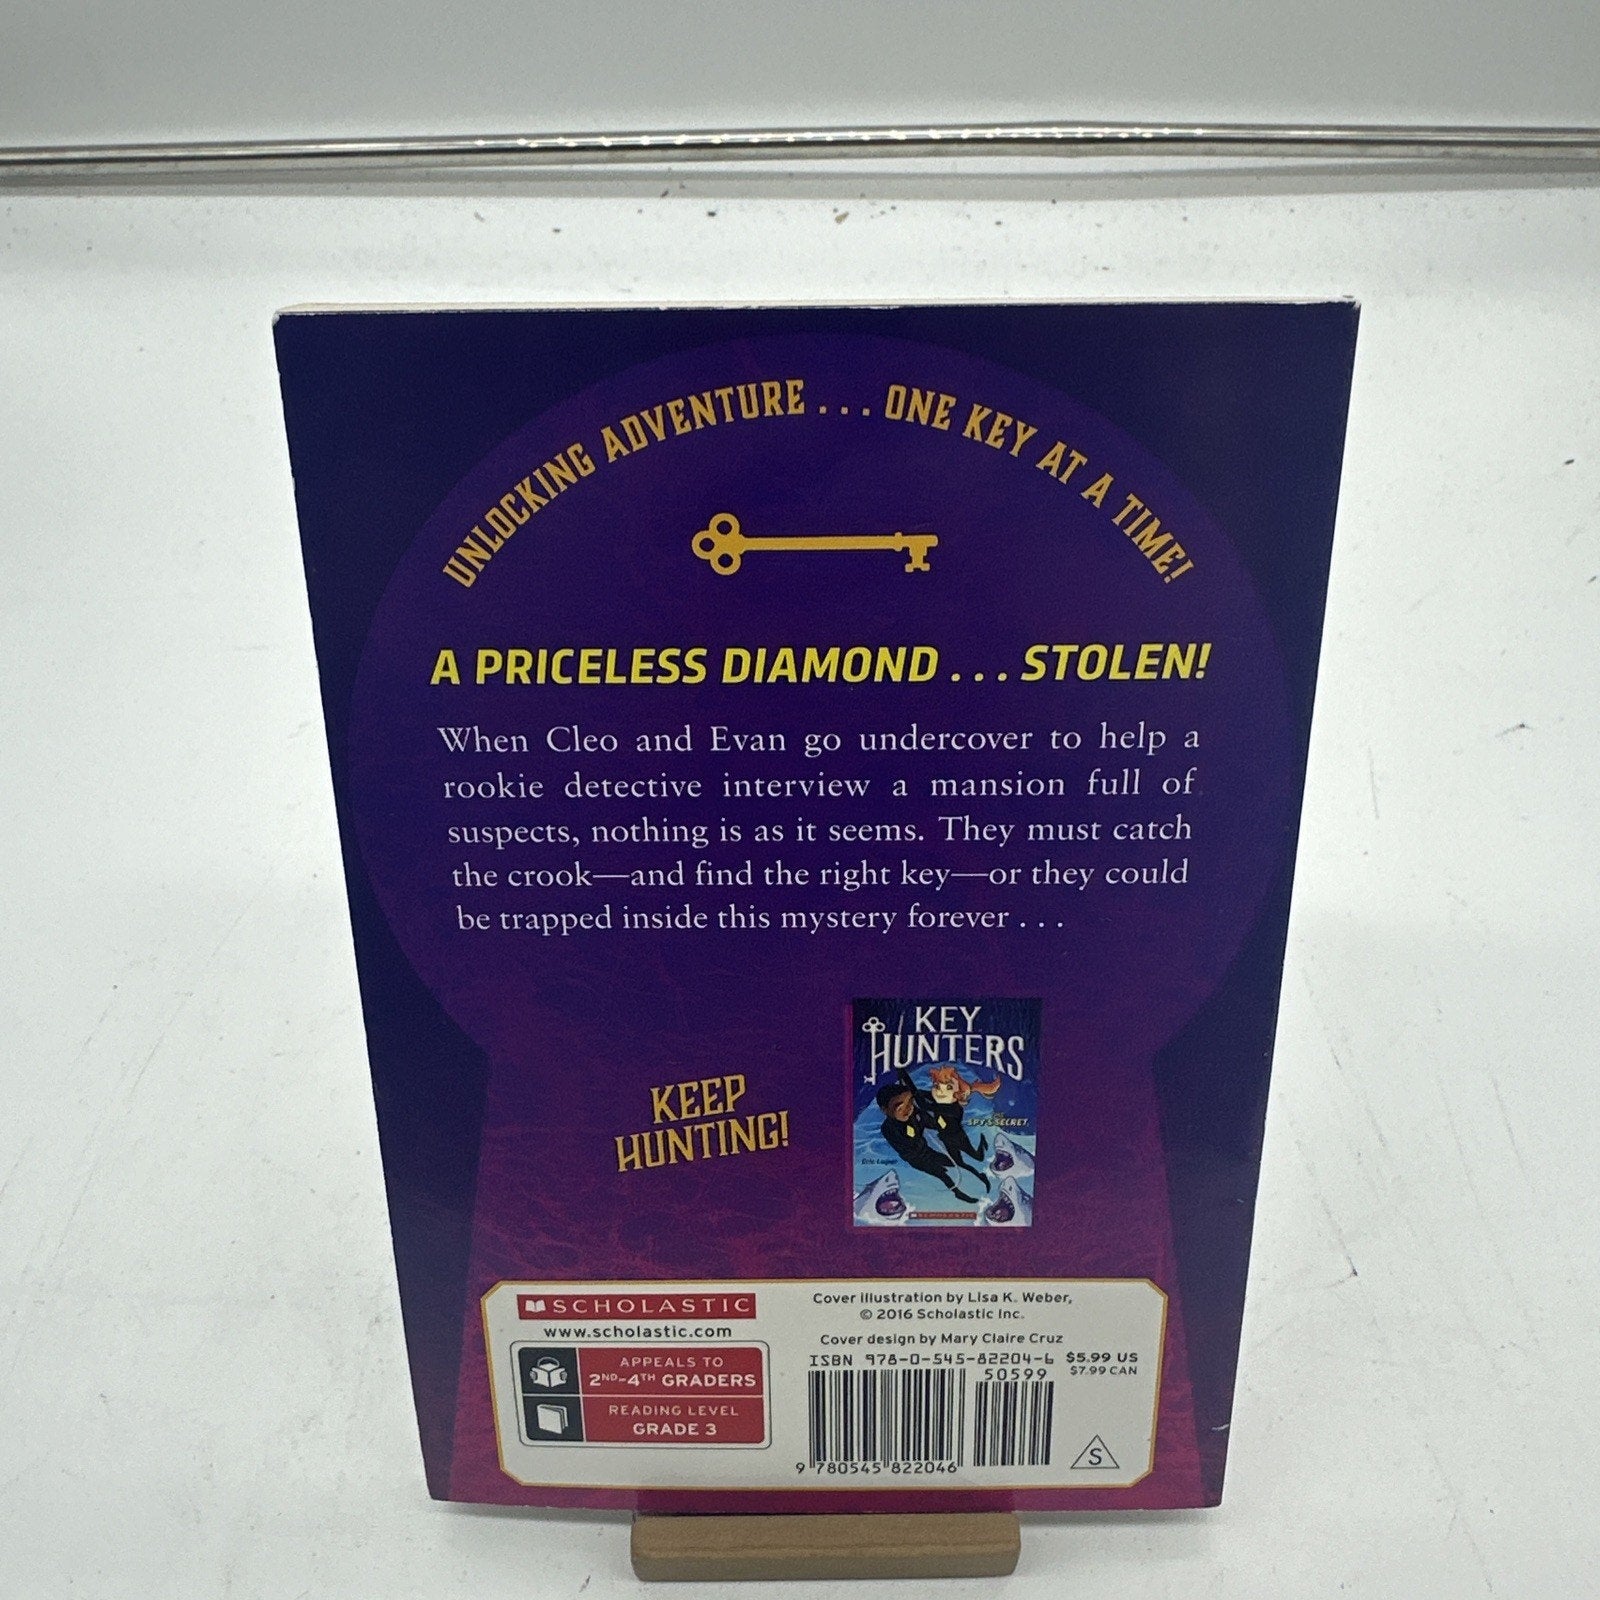 UNLOCKING ADVENTURE . . . ONE KEY AT A TIME!
A PRICELESS DIAMOND . . . STOLEN!
When Cleo and Evan go undercover to help a
rookie detective interview a mansion full of
suspects, nothing is as it seems. They must catch
the crook—and find the right key—or they could
be trapped inside this mystery forever . . .
KEEP
HUNTING!
KEY
HUNTERS
THE
SPY'S SECRET
Eric Luper
SCHOLASTIC
SCHOLASTIC
www.scholastic.com
APPEALS TO
2ND–4TH GRADERS
READING LEVEL
GRADE 3
Cover illustration by Lisa K. Weber,
© 2016 Scholastic Inc.
Cover design by Mary Claire Cruz
ISBN 978-0-545-82204-6
$5.99 US
$7.99 CAN
50599
9 780545 822046
S